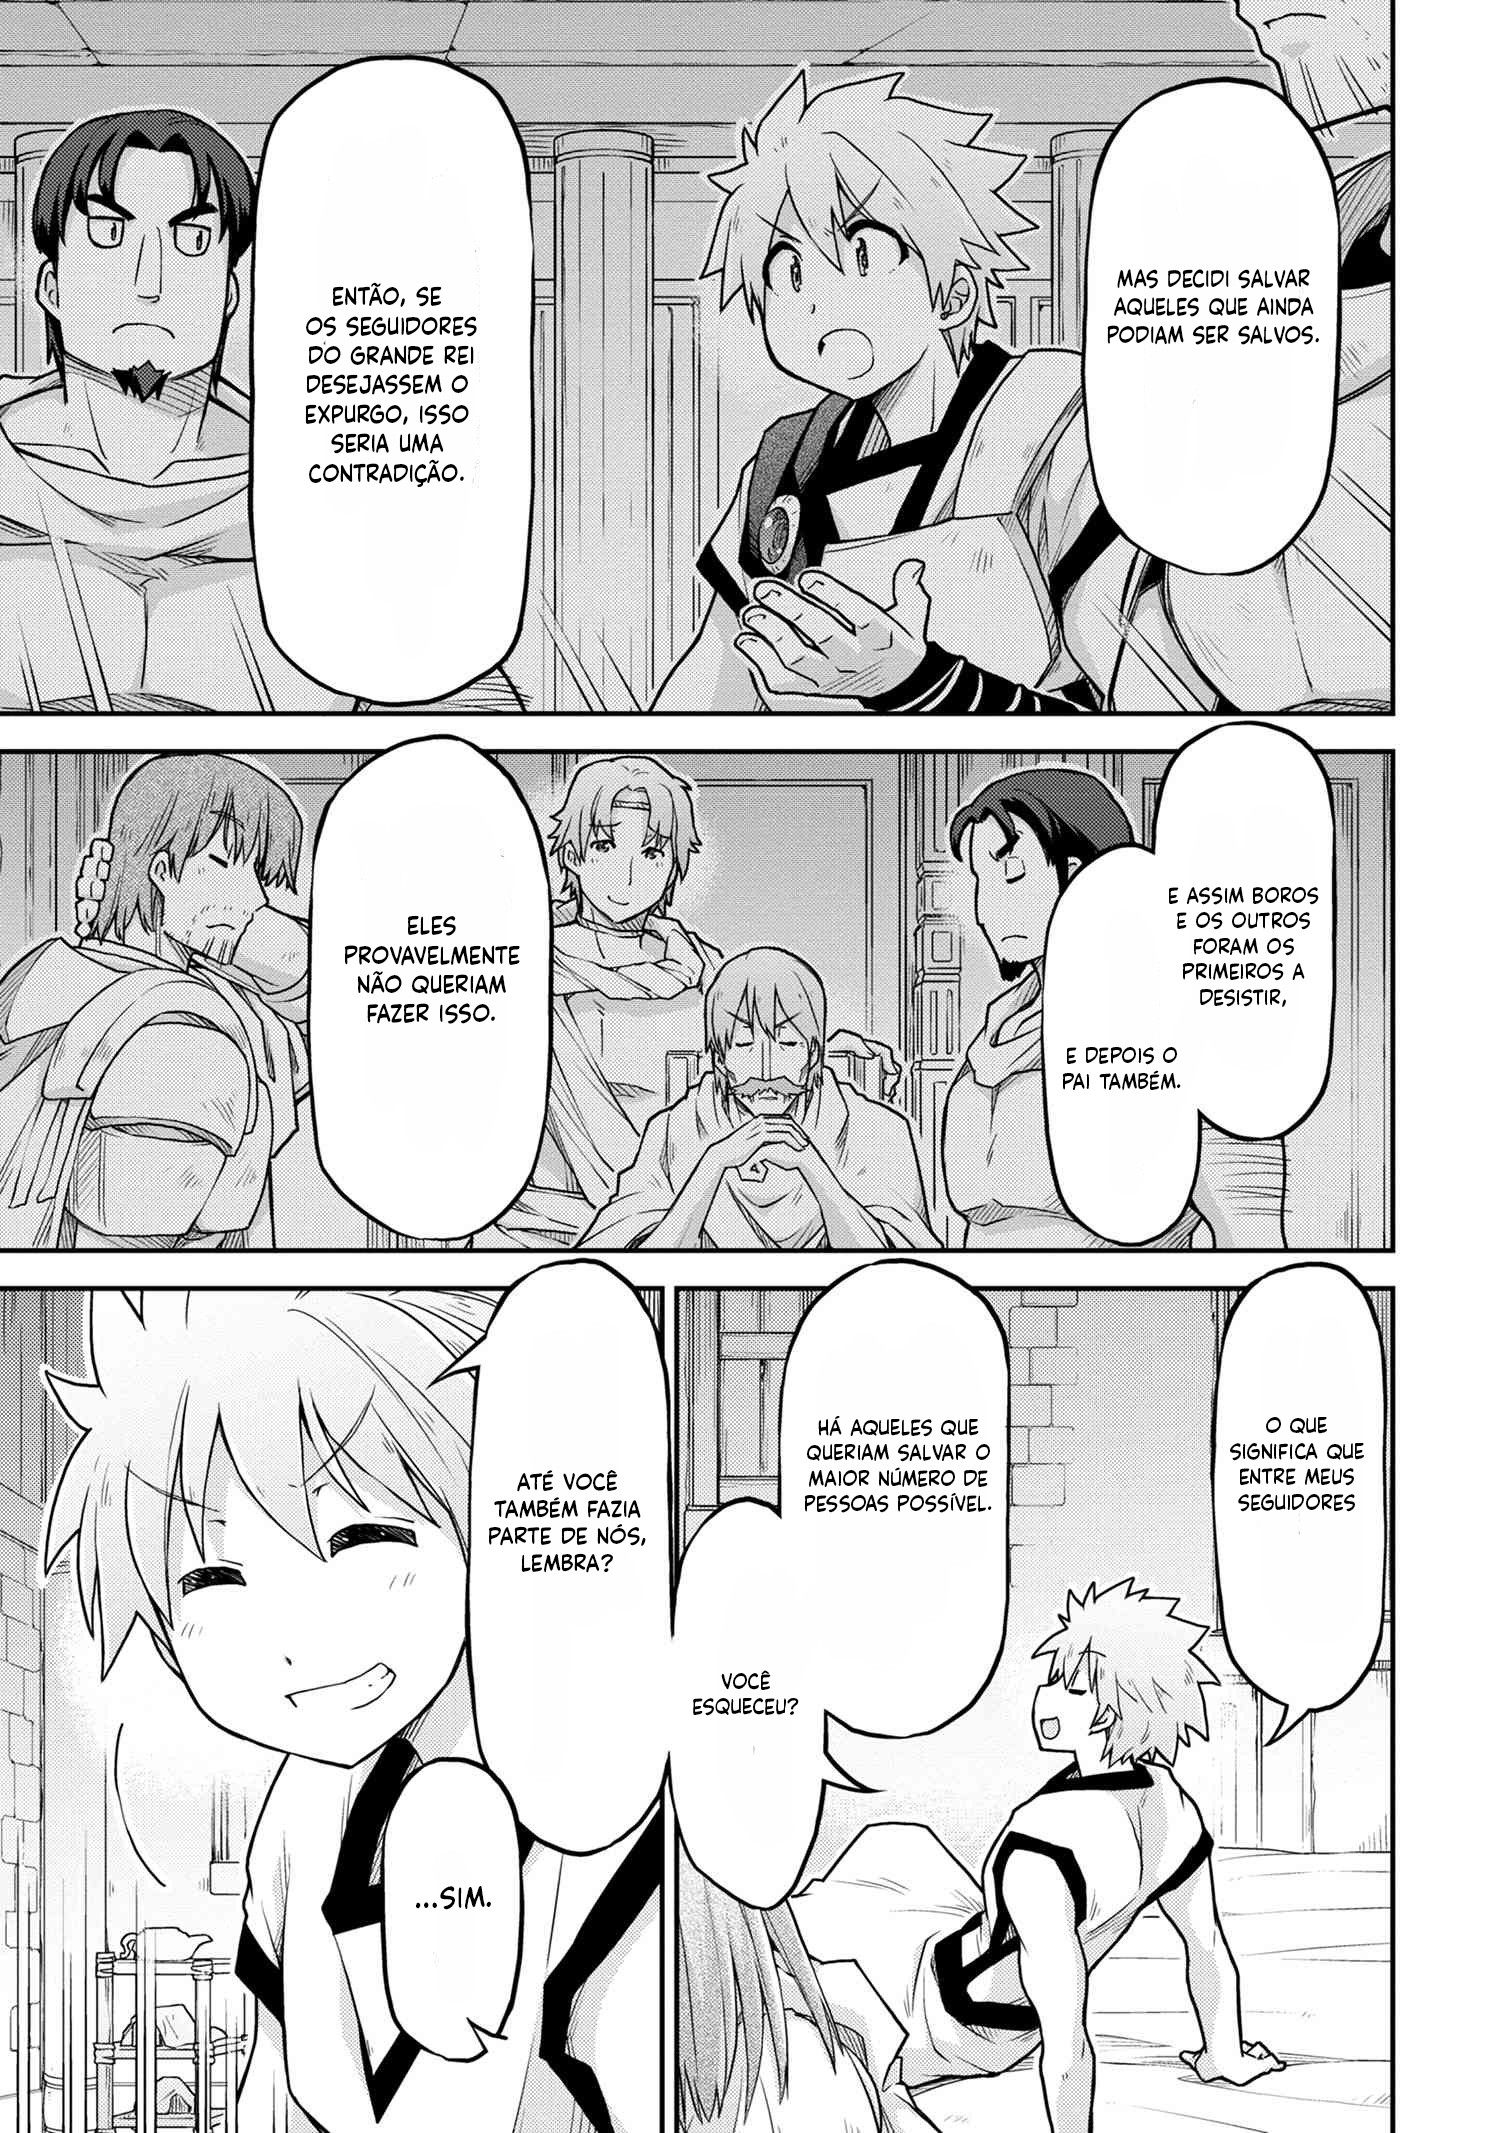 MAS DECIDI SALVAR
AQUELES QUE AINDA
PODIAM SER SALVOS.
ENTÃO, SE
OS SEGUIDORES
DO GRANDE REI
DESEJASSEM O
EXPURGO, ISSO
SERIA UMA
CONTRADIÇÃO.
E ASSIM BOROS
E OS OUTROS
FORAM OS
PRIMEIROS A
DESISTIR,
E DEPOIS O
PAI TAMBÉM.
ELES
PROVAVELMENTE
NÃO QUERIAM
FAZER ISSO.
O QUE
SIGNIFICA QUE
ENTRE MEUS
SEGUIDORES
HÁ AQUELES QUE
QUERIAM SALVAR O
MAIOR NÚMERO DE
PESSOAS POSSÍVEL.
VOCÊ
ESQUECEU?
ATÉ VOCÊ
TAMBÉM FAZIA
PARTE DE NÓS,
LEMBRA?
...SIM.